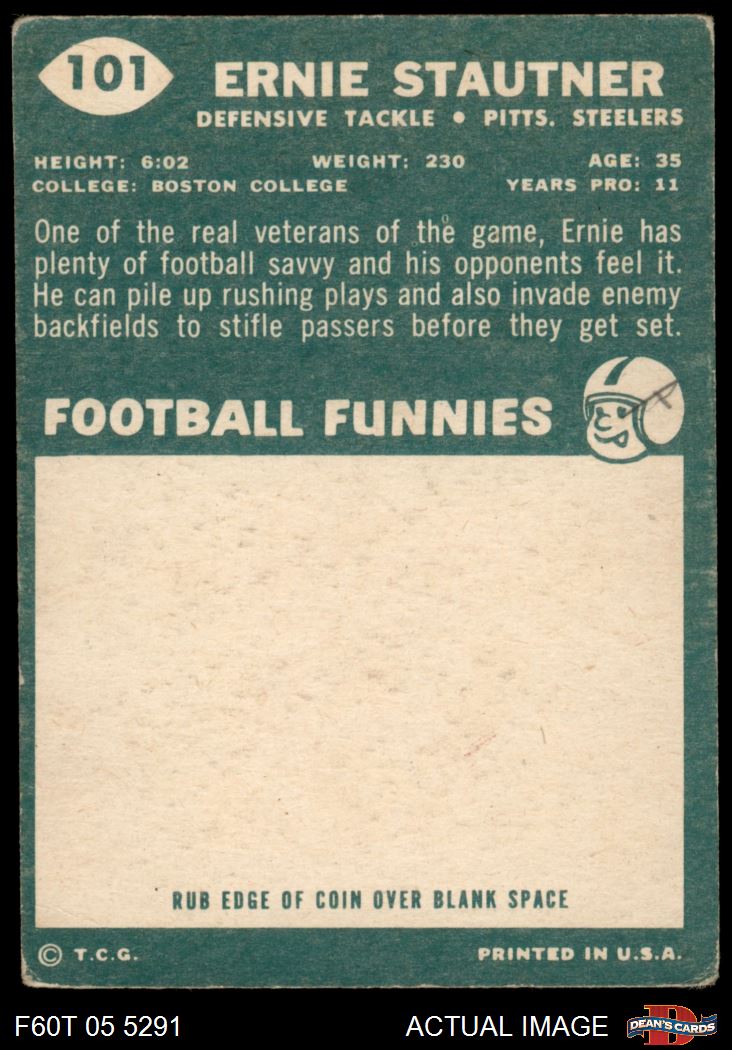 101
ERNIE STAUTNER
DEFENSIVE TACKLE • PITTS. STEELERS
HEIGHT: 6:02 WEIGHT: 230 AGE: 35
COLLEGE: BOSTON COLLEGE YEARS PRO: 11
One of the real veterans of the game, Ernie has
plenty of football savvy and his opponents feel it.
He can pile up rushing plays and also invade enemy
backfields to stifle passers before they get set.
FOOTBALL FUNNIES
RUB EDGE OF COIN OVER BLANK SPACE
© T.C.G. PRINTED IN U.S.A.
F60T 05 5291 ACTUAL IMAGE DEAN'S CARDS